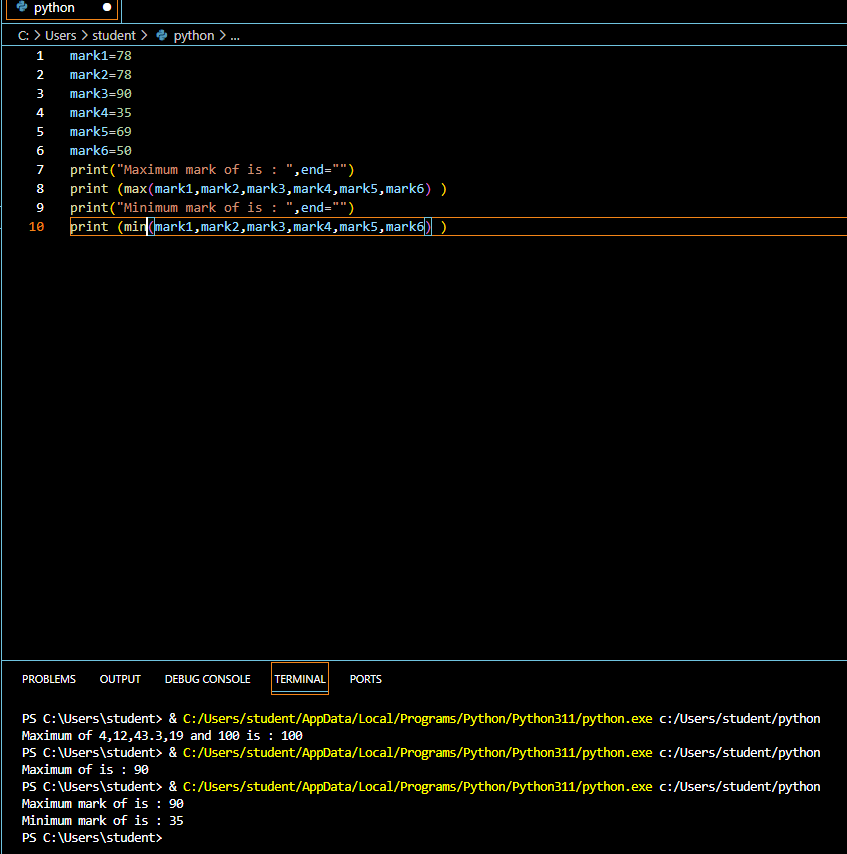 python
C: > Users > student > python > ...
1 mark1=78
2 mark2=78
3 mark3=90
4 mark4=35
5 mark5=69
6 mark6=50
7 print("Maximum mark of is : ",end="")
8 print (max(mark1,mark2,mark3,mark4,mark5,mark6) )
9 print("Minimum mark of is : ",end="")
10 print (min(mark1,mark2,mark3,mark4,mark5,mark6) )
PROBLEMS OUTPUT DEBUG CONSOLE TERMINAL PORTS
PS C:\Users\student> & C:/Users/student/AppData/Local/Programs/Python/Python311/python.exe c:/Users/student/python
Maximum of 4,12,43.3,19 and 100 is : 100
PS C:\Users\student> & C:/Users/student/AppData/Local/Programs/Python/Python311/python.exe c:/Users/student/python
Maximum of is : 90
PS C:\Users\student> & C:/Users/student/AppData/Local/Programs/Python/Python311/python.exe c:/Users/student/python
Maximum mark of is : 90
Minimum mark of is : 35
PS C:\Users\student>